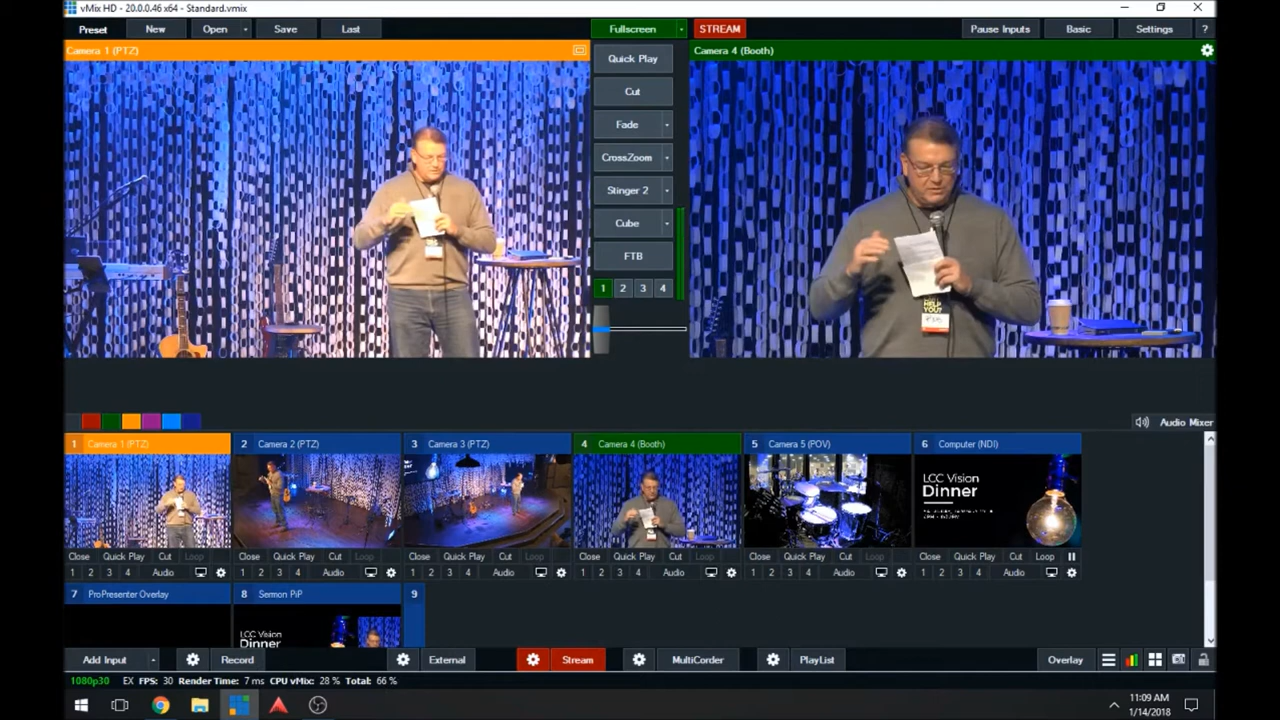 vMix HD - 20.0.0.46 x64 - Standard.vmix
Preset New Open Save Last Fullscreen STREAM Pause Inputs Basic Settings ?
Camera 1 (PTZ)
Camera 4 (Booth)
Quick Play
Cut
Fade
CrossZoom
Stinger 2
Cube
FTB
1 2 3 4
HELP
YOU?
Audio Mixer
1 Camera 1 (PTZ) 2 Camera 2 (PTZ) 3 Camera 3 (PTZ) 4 Camera 4 (Booth) 5 Camera 5 (POV) 6 Computer (NDI)
LCC Vision
Dinner
Close Quick Play Cut Loop Close Quick Play Cut Loop Close Quick Play Cut Loop Close Quick Play Cut Loop Close Quick Play Cut Loop Close Quick Play Cut Loop
1 2 3 4 Audio 1 2 3 4 Audio 1 2 3 4 Audio 1 2 3 4 Audio 1 2 3 4 Audio 1 2 3 4 Audio
7 ProPresenter Overlay 8 Sermon PiP 9
LCC Vision
Dinner
Add Input Record External Stream MultiCorder PlayList Overlay
1080p30 EX FPS: 30 Render Time: 7 ms CPU vMix: 28 % Total: 66 %
11:09 AM
1/14/2018